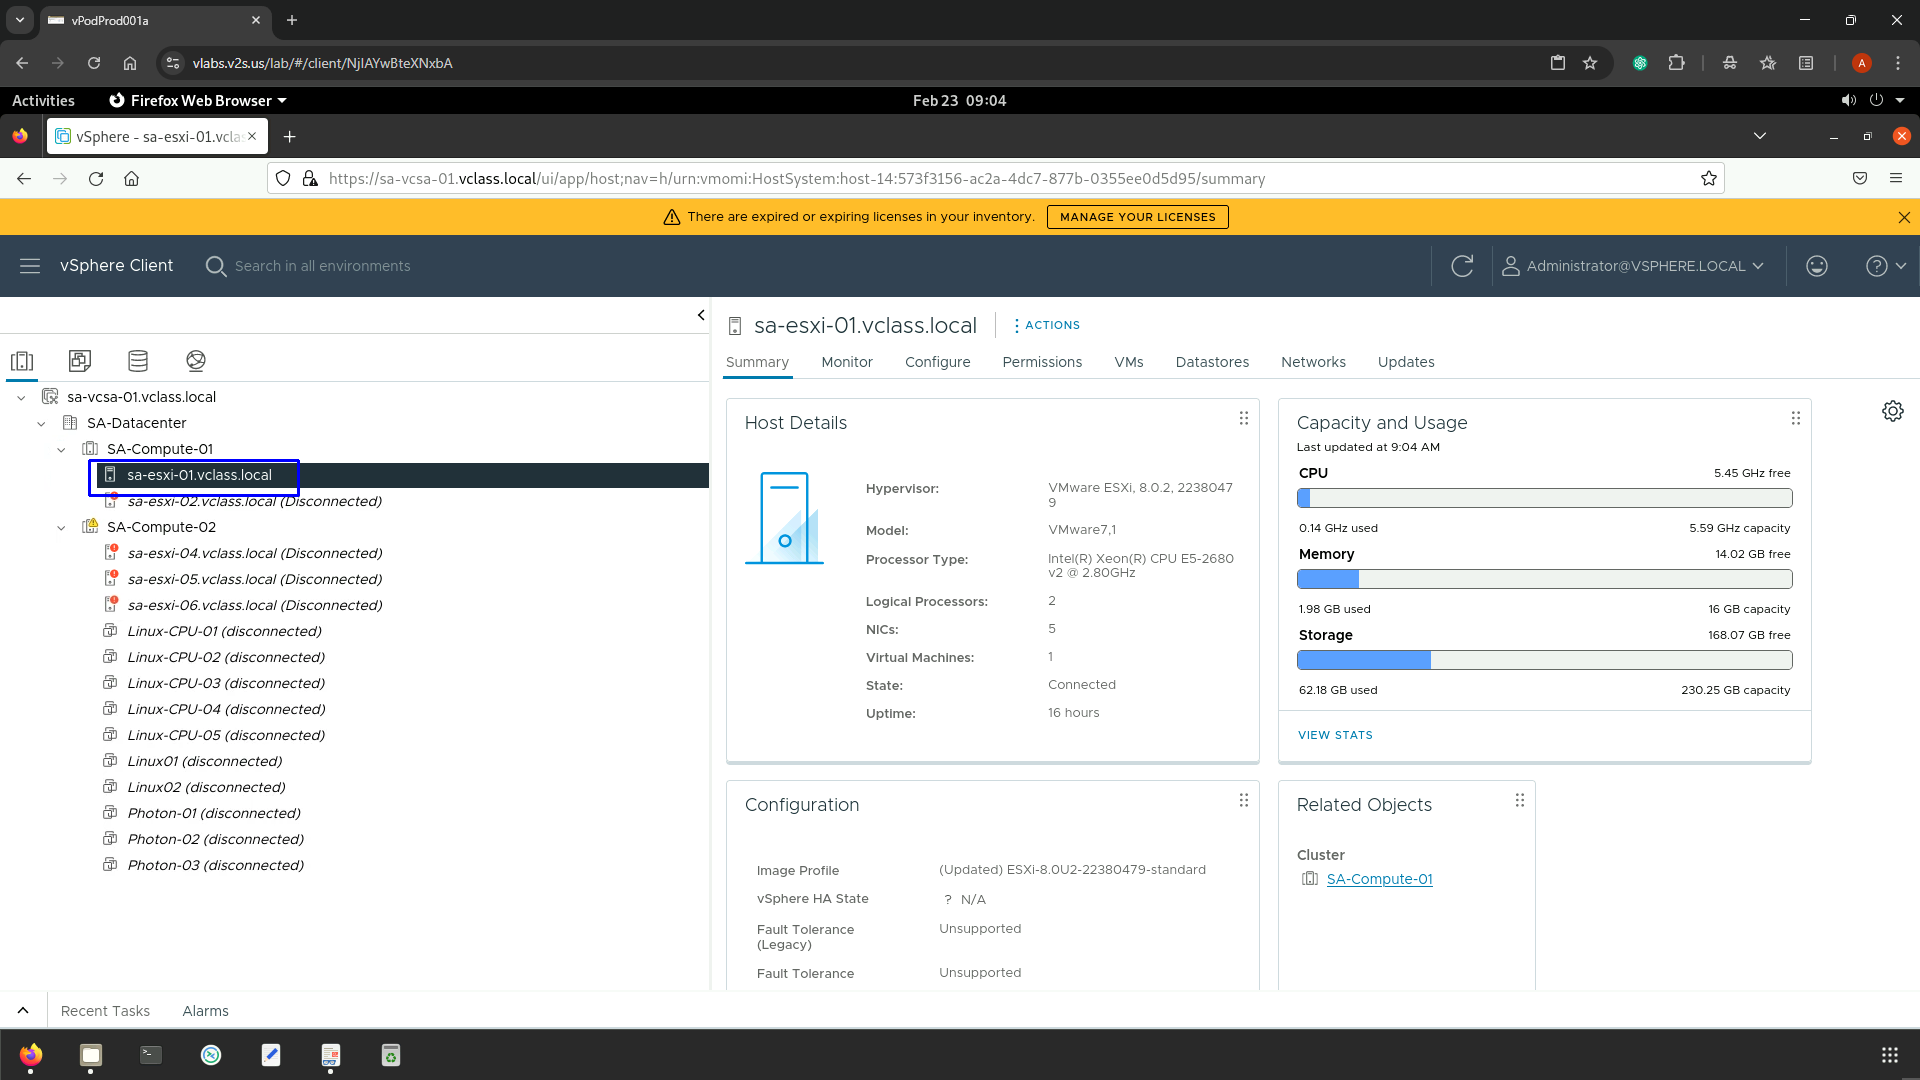 vPodProd001a
vlabs.v2s.us/lab/#/client/NjIAYwBteXNxbA
A
Activities
Firefox Web Browser
Feb 23 09:04
vSphere - sa-esxi-01.vclas
https://sa-vcsa-01.vclass.local/ui/app/host;nav=h/urn:vmomi:HostSystem:host-14:573f3156-ac2a-4dc7-877b-0355ee0d5d95/summary
There are expired or expiring licenses in your inventory.
MANAGE YOUR LICENSES
vSphere Client
Search in all environments
Administrator@VSPHERE.LOCAL
sa-vcsa-01.vclass.local
SA-Datacenter
SA-Compute-01
sa-esxi-01.vclass.local
sa-esxi-02.vclass.local (Disconnected)
SA-Compute-02
sa-esxi-04.vclass.local (Disconnected)
sa-esxi-05.vclass.local (Disconnected)
sa-esxi-06.vclass.local (Disconnected)
Linux-CPU-01 (disconnected)
Linux-CPU-02 (disconnected)
Linux-CPU-03 (disconnected)
Linux-CPU-04 (disconnected)
Linux-CPU-05 (disconnected)
Linux01 (disconnected)
Linux02 (disconnected)
Photon-01 (disconnected)
Photon-02 (disconnected)
Photon-03 (disconnected)
sa-esxi-01.vclass.local
ACTIONS
Summary Monitor Configure Permissions VMs Datastores Networks Updates
Host Details
Hypervisor: VMware ESXi, 8.0.2, 2238047
9
Model: VMware7,1
Processor Type: Intel(R) Xeon(R) CPU E5-2680
v2 @ 2.80GHz
Logical Processors: 2
NICs: 5
Virtual Machines: 1
State: Connected
Uptime: 16 hours
Capacity and Usage
Last updated at 9:04 AM
CPU 5.45 GHz free
0.14 GHz used 5.59 GHz capacity
Memory 14.02 GB free
1.98 GB used 16 GB capacity
Storage 168.07 GB free
62.18 GB used 230.25 GB capacity
VIEW STATS
Configuration
Image Profile (Updated) ESXi-8.0U2-22380479-standard
vSphere HA State ? N/A
Fault Tolerance
(Legacy) Unsupported
Fault Tolerance Unsupported
Related Objects
Cluster
SA-Compute-01
Recent Tasks Alarms